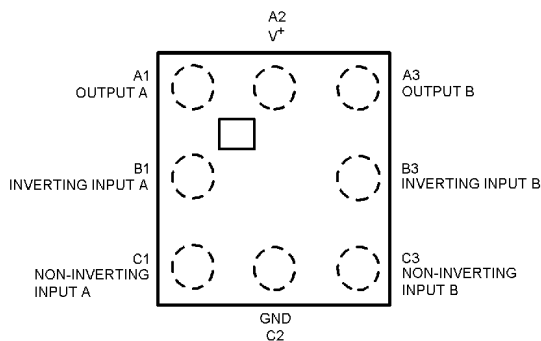 A2
V+
A1
OUTPUT A
A3
OUTPUT B
B1
INVERTING INPUT A
B3
INVERTING INPUT B
C1
NON-INVERTING
INPUT A
C3
NON-INVERTING
INPUT B
GND
C2